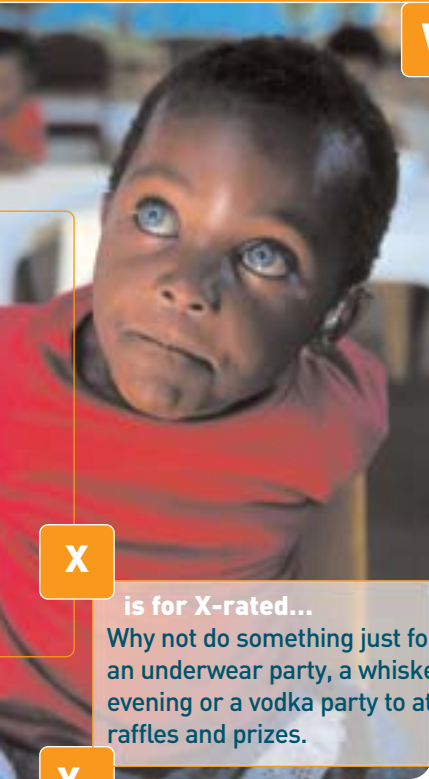 X
is for X-rated...
Why not do something just
an underwear party, a
evening or a vodka party to
raffles and prizes.